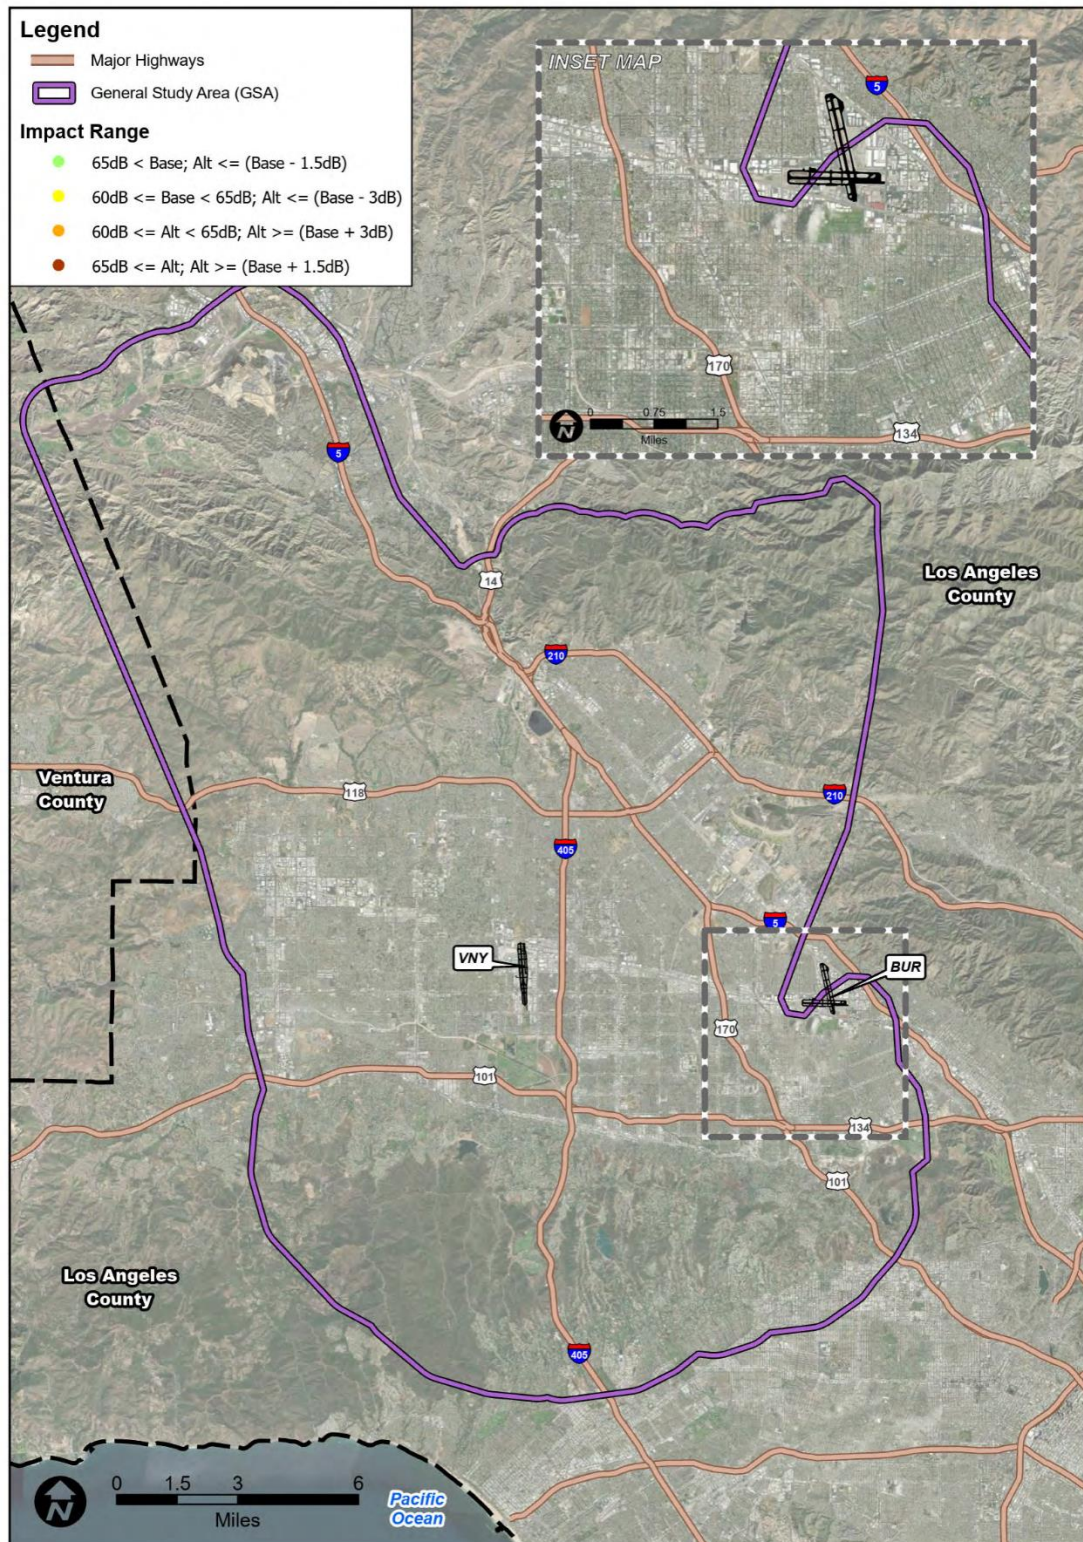 Legend
Major Highways
General Study Area (GSA)
Impact Range
65dB < Base; Alt <= (Base - 1.5dB)
60dB <= Base < 65dB; Alt <= (Base - 3dB)
60dB <= Alt < 65dB; Alt >= (Base + 3dB)
65dB <= Alt; Alt >= (Base + 1.5dB)
INSET MAP
5
170
0 0.75 1.5
N
Miles
134
5
14
Los Angeles
County
210
Ventura
County
118
210
405
5
VNY
BUR
170
101
134
101
Los Angeles
County
405
0 1.5 3 6
N
Miles
Pacific
Ocean